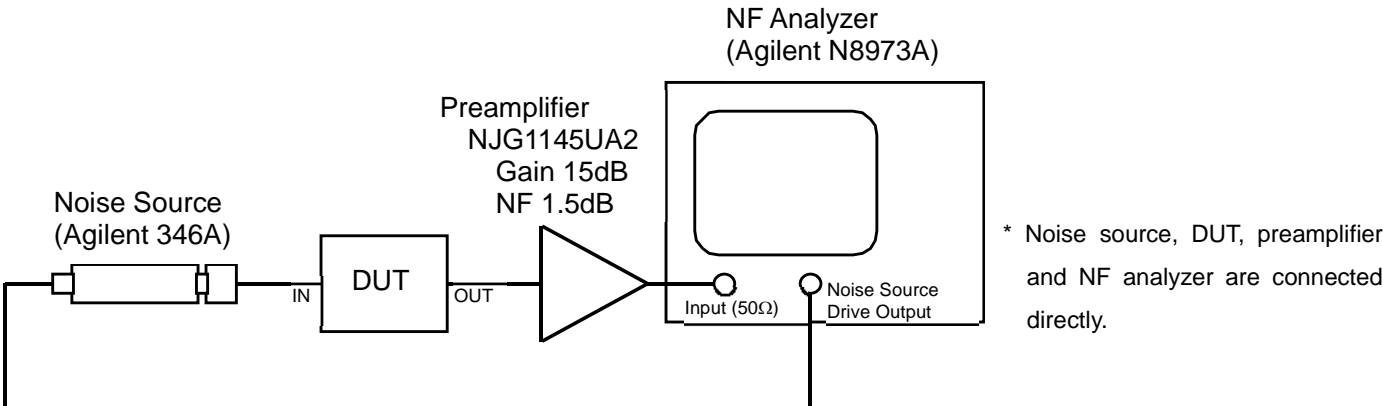 NF Analyzer
(Agilent N8973A)
Preamplifier
NJG1145UA2
Gain 15dB
NF 1.5dB
Noise Source
(Agilent 346A)
IN
DUT
OUT
Input (50Ω)
Noise Source
Drive Output
* Noise source, DUT, preamplifier
and NF analyzer are connected
directly.